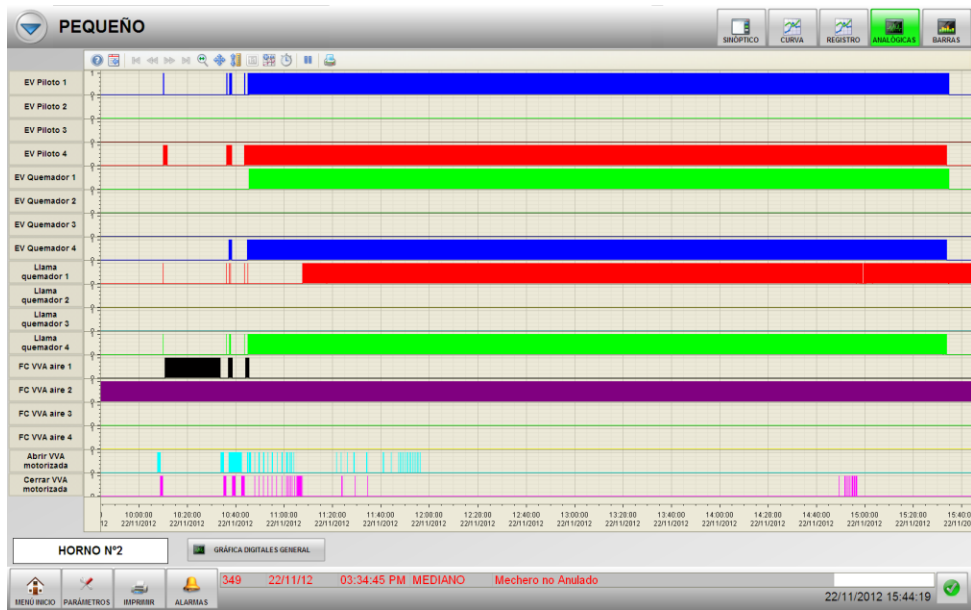 PEQUEÑO
SINÓPTICO
CURVA
REGISTRO
ANALÓGICAS
BARRAS
EV Piloto 1
EV Piloto 2
EV Piloto 3
EV Piloto 4
EV Quemador 1
EV Quemador 2
EV Quemador 3
EV Quemador 4
Llama
quemador 1
Llama
quemador 2
Llama
quemador 3
Llama
quemador 4
FC VVA aire 1
FC VVA aire 2
FC VVA aire 3
FC VVA aire 4
Abrir VVA
motorizada
Cerrar VVA
motorizada
10:00:00 10:20:00 10:40:00 11:00:00 11:20:00 11:40:00 12:00:00 12:20:00 12:40:00 13:00:00 13:20:00 13:40:00 14:00:00 14:20:00 14:40:00 15:00:00 15:20:00 15:40:0
12 22/11/2012 22/11/2012 22/11/2012 22/11/2012 22/11/2012 22/11/2012 22/11/2012 22/11/2012 22/11/2012 22/11/2012 22/11/2012 22/11/2012 22/11/2012 22/11/2012 22/11/2012 22/11/2012 22/11/2012 22/11/20
HORNO Nº2
GRÁFICA DIGITALES GENERAL
349 22/11/12 03:34:45 PM MEDIANO Mechero no Anulado
MENÚ INICIO
PARÁMETROS
IMPRIMIR
ALARMAS
22/11/2012 15:44:19